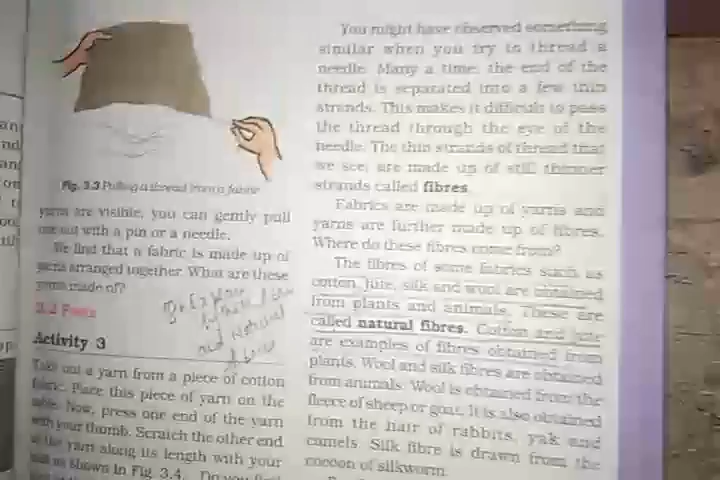 Fig. 3.3 Pulling a thread from a fabric
yarns are visible, you can gently pull
one out with a pin or a needle.
We find that a fabric is made up of
yarns arranged together. What are these
yarns made of?
Activity 3
Take out a yarn from a piece of cotton
fabric. Place this piece of yarn on the
table. Now, press one end of the yarn
with your thumb. Scratch the other end
of the yarn along its length with your
nail as shown in Fig 3.4.
You might have observed something
similar when you try to thread a
needle. Many a time, the end of the
thread is separated into a few thin
strands. This makes it difficult to pass
the thread through the eye of the
needle. The thin strands of thread that
we see, are made up of still thinner
strands called fibres.
Fabrics are made up of yarns and
yarns are further made up of fibres.
Where do these fibres come from?
The fibres of some fabrics such as
cotton, jute, silk and wool are obtained
from plants and animals. These are
called natural fibres. Cotton and jute
are examples of fibres obtained from
plants. Wool and silk fibres are obtained
from animals. Wool is obtained from the
fleece of sheep or goat. It is also obtained
from the hair of rabbits, yak and
camels. Silk fibre is drawn from the
cocoon of silkworm.